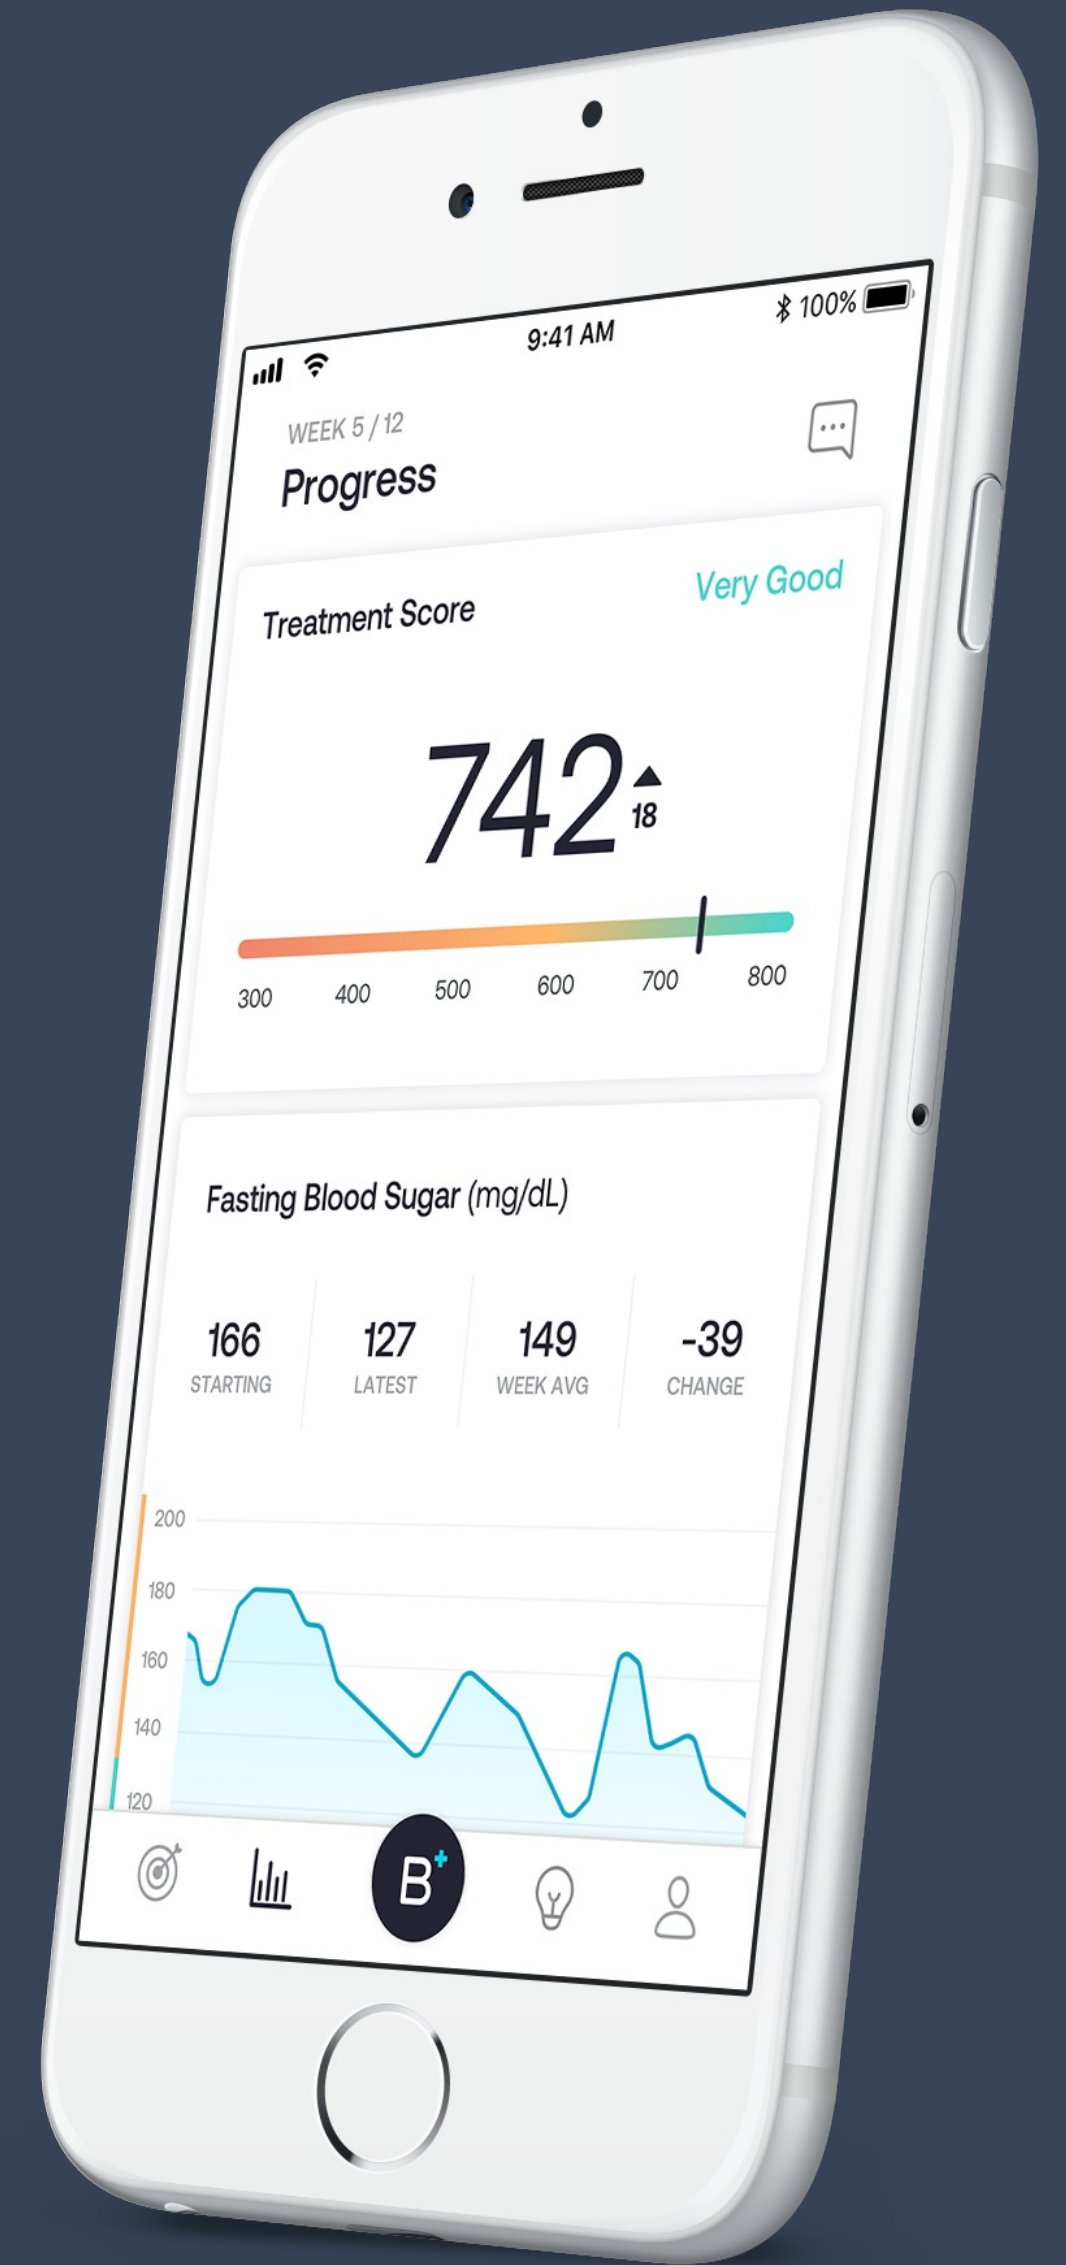 9:41 AM
100%
WEEK 5 / 12
Progress
Treatment Score
Very Good
742
18
300 400 500 600 700 800
Fasting Blood Sugar (mg/dL)
166 127 149 -39
STARTING LATEST WEEK AVG CHANGE
200
180
160
140
120
B+